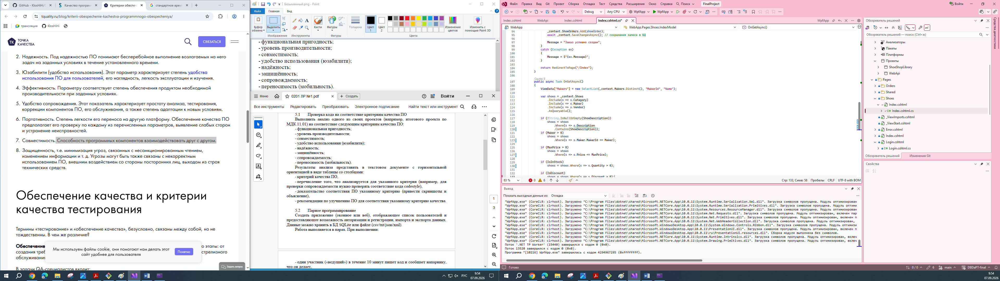 GitHub - KlosHiHi/D
Качество програм
Критерии обеспеч
стандартное врем
tquality.ru/blog/kriterii-obespechenie-kachestva-programmnogo-obespecheniya/
трансляция
KlosHiHi
ТОЧКА
КАЧЕСТВА
СВЯЗАТЬСЯ
2. Надежность. Под надежностью ПО понимают бесперебойное выполнение возлагаемых на него
задач на заданных условиях в течение установленного времени.
3. Юзабилити (удобство использования). Этот параметр характеризует степень удобства
использования ПО для пользователей, его наглядность, легкость эксплуатации и изучения.
4. Эффективность. Параметру соответствует степень обеспечения продуктом необходимой
производительности при заданных условиях.
5. Удобство сопровождения. Этот показатель характеризует простоту анализа, тестирования,
коррекции компонентов ПО, его обслуживания, а также степень адаптации к новым условиям.
6. Портативность. Степень легкости его переноса на другую платформу. Обеспечение качества ПО
предполагает его проверку по каждому из перечисленных параметров, выявление слабых сторон
и устранение неисправностей.
7. Совместимость. Способность программных компонентов взаимодействовать друг с другом.
8. Защищенность, т.е. минимизация угроз, связанных с несанкционированным чтением,
изменением информации и т. д. Угрозы могут быть также связаны с некорректным
использованием ПО, внешним воздействием со стороны посторонних лиц, выходом из строя
технических средств.
Обеспечение качества и критерии
качества тестирования
Термины «тестирование» и «обеспечение качества», безусловно, связаны между собой, но не
тождественны. В чем же различие?
Обеспечение
о этапы: от
создания треб
стрелизного
обслуживания
Мы используем файлы cookie, они помогают нам делать этот
сайт удобнее для пользователя
Понятно
В задачи QA-специалистов входит:
Задать вопрос
Безымянный.png - Paint
Файл
Главная
Вид
Буфер
обмена
Выделить
Изображение
Инструменты
Кисти
Фигуры
Фигуры
Толщина
Цвет
1
Цвет
2
Цвета
Изменение
цветов
Изменить с
помощью Paint 3D
- функциональная пригодность;
- уровень производительности;
- совместимость;
- удобство использования (юзабилити);
- надёжность;
- защищённость;
- сопровождаемость;
- переносимость (мобильность).
Меню
0201 ЛР №1.pdf
Создать
Войти
Все инструменты
Редактировать
Преобразовать
Электронное подписание
Найти текст или инструмент
5.1 Проверка кода на соответствие критериям качества ПО
Выполнить анализ одного из своих проектов (например, итогового проекта по
МДК.11.01) на соответствие следующим критериям качества ПО:
- функциональная пригодность;
- уровень производительности;
- совместимость;
- удобство использования (юзабилити);
- надёжность;
- защищённость;
- сопровождаемость;
- переносимость (мобильность).
Результаты анализа представить в текстовом документе с горизонтальной
ориентацией в виде таблицы со столбцами:
- критерий качества ПО,
- перечисление того, что анализируется для указанного критерия (например, для
проверки сопровождаемости нужно проверять соответствие кода codestyle),
- доказательство соответствия ПО указанному критерию (привести скриншоты и
объяснение),
- рекомендации по улучшению ПО для соответствия указанному критерию качества.
5.2 Парное программирование
Создать приложение (оконное или веб), отображающее список пользователей и
предоставляющее возможность авторизации и регистрации, импорта и экспорта данных.
Данные можно хранить в БД SQLite или файле (csv/txt/json/xml).
Работа выполняется в парах. При выполнении:
- один участник («ведущий») в течение 10 минут пишет код и сообщает напарнику,
что он делает,
1
3
РУС
9:54
07.09.2026
Файл Правка Вид Git Проект Сборка Отладка Тест Средства Расширения Окно Справка Поиск
FinalProject
Войти
Debug
Any CPU
WpfApp
WpfApp
Index.cshtml
WebApi
Index.cshtml
Index.cshtml.cs*
WpfApp
WebApp
WebApp.Pages.Shoes.IndexModel
OnGetAsync()
94 _context.ShoeOrders.Add(shoeOrder);
95 await _context.SaveChangesAsync(); // сохранения записи в БД
96
97 Message = "Заказ успешно создан";
98 }
99 catch (Exception ex)
100 {
101 Message = $"{ex.Message}";
102 }
103
104 return RedirectToPage("/Index");
105 }
106
Ссылок: 0
107 public async Task OnGetAsync()
108 {
109 ViewData["Makers"] = new SelectList(_context.Makers.Distinct(), "MakerId", "Name");
110
111 var shoes = _context.Shoes
112 .Include(s => s.Category)
113 .Include(s => s.Maker)
114 .Include(s => s.Vendor)
115 .AsQueryable();
116
117 if (!String.IsNullOrEmpty(ShoeDescription))
118 shoes = shoes
119 .Where(s => s.Description
120 .Contains(ShoeDescription));
121 if (Maker > 0)
122 shoes = shoes
123 .Where(s => s.Maker.MakerId == Maker);
124
125 if (MaxPrice > 0)
126 shoes = shoes
127 .Where(s => s.Price <= MaxPrice);
128
129 if (IsInStock)
130 shoes = shoes.Where(s => s.Quantity > 0);
131
132 if (IsDiscount)
133 shoes = shoes.Where(s => s.Discount > 0);
83 %
0
6
Стр: 133, Симв: 58
Пробелы
CRLF
UTF-8 with BOM
Вывод
Показать выходные данные из:
Отладка
"WpfApp.exe" (CoreCLR: clrhost). Загружено "C:\Program Files\dotnet\shared\Microsoft.NETCore.App\10.0.11\System.Runtime.Serialization.Xml.dll". Загрузка символов пропущена. Модуль оптимизирован
"WpfApp.exe" (CoreCLR: clrhost). Загружено "C:\Program Files\dotnet\shared\Microsoft.NETCore.App\10.0.11\System.Runtime.Serialization.Primitives.dll". Загрузка символов пропущена. Модуль оптими
"WpfApp.exe" (CoreCLR: clrhost). Загружено "C:\Program Files\dotnet\shared\Microsoft.NETCore.App\10.0.11\System.Resources.ResourceManager.dll". Загрузка символов пропущена. Модуль оптимизирован
"WpfApp.exe" (CoreCLR: clrhost). Загружено "C:\Program Files\dotnet\shared\Microsoft.NETCore.App\10.0.11\System.Net.Requests.dll". Загрузка символов пропущена. Модуль оптимизирован, включен пар
"WpfApp.exe" (CoreCLR: clrhost). Загружено "C:\Program Files\dotnet\shared\Microsoft.NETCore.App\10.0.11\System.Net.Primitives.dll". Загрузка символов пропущена. Модуль оптимизирован, включен п
"WpfApp.exe" (CoreCLR: clrhost). Загружено "C:\Program Files\dotnet\shared\Microsoft.NETCore.App\10.0.11\System.Net.WebHeaderCollection.dll". Загрузка символов пропущена. Модуль оптимизирован,
"WpfApp.exe" (CoreCLR: clrhost). Загружено "C:\Program Files\dotnet\shared\Microsoft.WindowsDesktop.App\10.0.11\System.Windows.Controls.Ribbon.dll". Загрузка символов пропущена. Модуль оптимизи
"WpfApp.exe" (CoreCLR: clrhost). Загружено "C:\Program Files\dotnet\shared\Microsoft.WindowsDesktop.App\10.0.11\PresentationUI.dll". Загрузка символов пропущена. Модуль оптимизирован, включен п
"WpfApp.exe" (CoreCLR: clrhost). Загружено "C:\Program Files\dotnet\shared\Microsoft.WindowsDesktop.App\10.0.11\ru\PresentationUI.resources.dll". Сборка модуля выполнена без символов.
"WpfApp.exe" (CoreCLR: clrhost). Загружено "C:\Program Files\dotnet\shared\Microsoft.NETCore.App\10.0.11\System.Runtime.Intrinsics.dll". Загрузка символов пропущена. Модуль оптимизирован, включ
"WpfApp.exe" (CoreCLR: clrhost). Загружено "C:\Program Files\dotnet\shared\Microsoft.NETCore.App\10.0.11\System.Drawing.Primitives.dll". Загрузка символов пропущена. Модуль оптимизирован, включ
Поток '.NET TP Worker' (15440) завершился с кодом 0 (0x0).
Поток 13520 завершился с кодом 0 (0x0).
Программа "[10216] WpfApp.exe" завершилась с кодом 4294967295 (0xffffffff).
Обозреватель решений
Обозреватель решений — поиск (Ctrl+ж)
Анализаторы
Пакеты
Платформы
Проекты
ShoeShopLibrary
WebApi
Pages
Orders
Shared
Shoes
Index.cshtml
Index.cshtml.cs
_ViewImports.cshtml
_ViewStart.cshtml
Error.cshtml
Index.cshtml
Login.cshtml
Login.cshtml.cs
Обозреватель решений
Изменения Git
Свойства
Средства диагностики
Готово
0 / 0
6
main
DBDaPT-final
9:54
07.09.2026